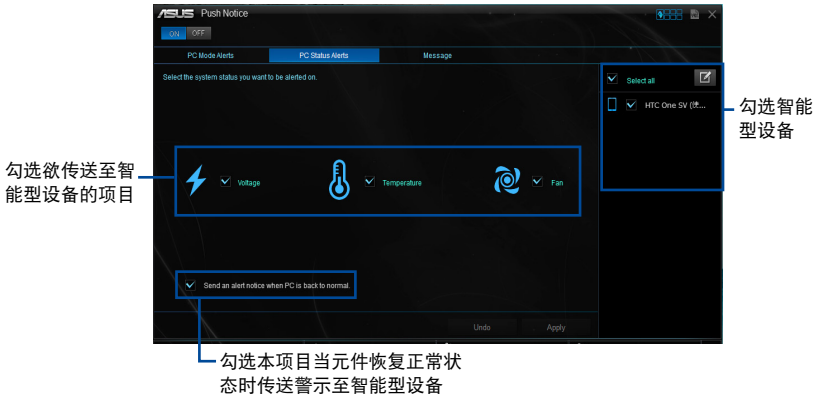 ASUS Push Notice
ON OFF
PC Mode Alerts PC Status Alerts Message
Select the system status you want to be alerted on.
Select all
HTC One SV (使...
勾选智能
型设备
勾选欲传送至智
能型设备的项目
Voltage Temperature Fan
Send an alert notice when PC is back to normal.
Undo Apply
勾选本项目当元件恢复正常状
态时传送警示至智能型设备